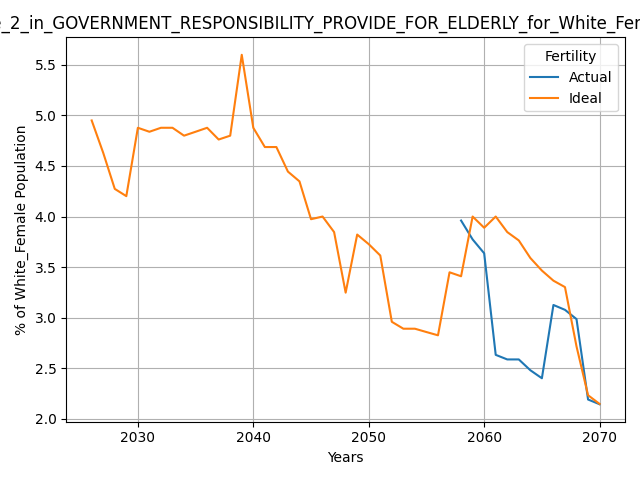 _2_in_GOVERNMENT_RESPONSIBILITY_PROVIDE_FOR_ELDERLY_for_White_Fem
Fertility
Actual
Ideal
% of White_Female Population
5.5
5.0
4.5
4.0
3.5
3.0
2.5
2.0
2030
2040
2050
2060
2070
Years